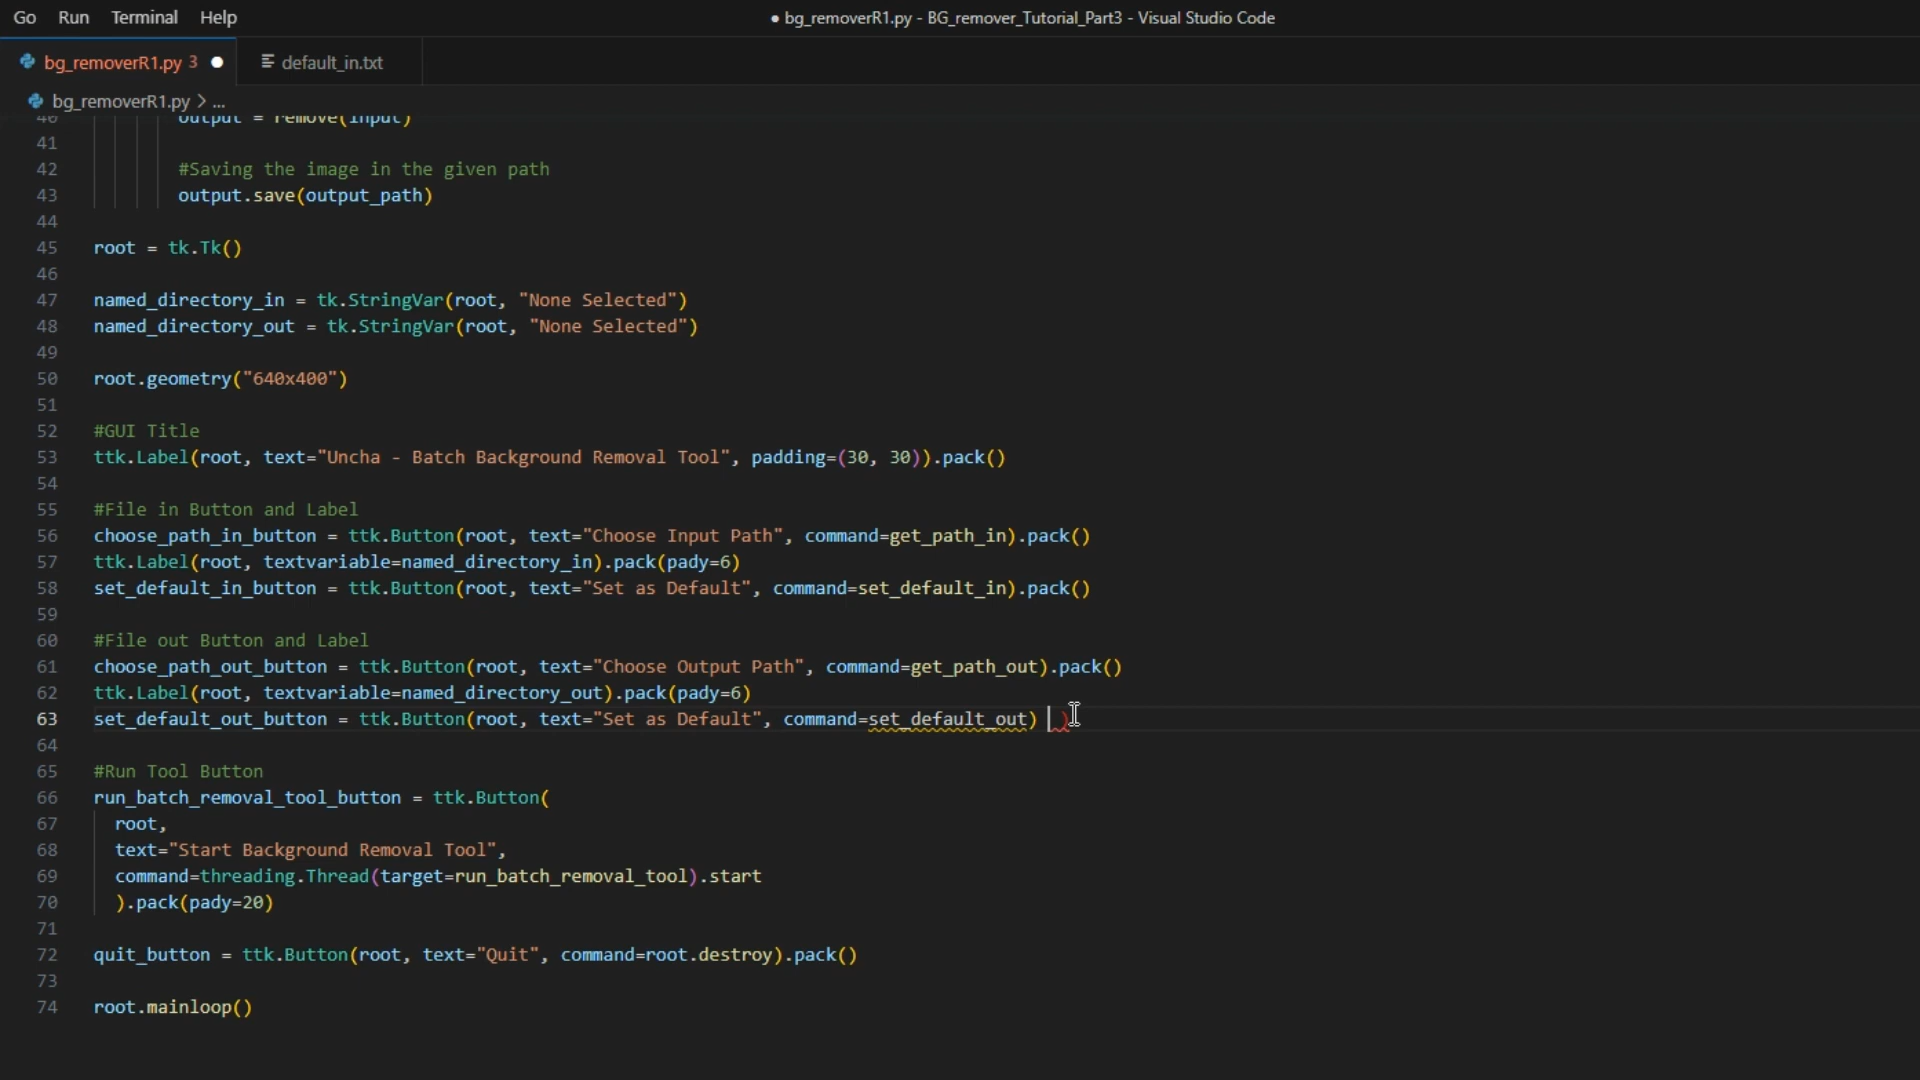 Go Run Terminal Help ● bg_removerR1.py - BG_remover_Tutorial_Part3 - Visual Studio Code
bg_removerR1.py 3 ● default_in.txt
bg_removerR1.py > ...
40 output = remove(input)
41
42 #Saving the image in the given path
43 output.save(output_path)
44
45 root = tk.Tk()
46
47 named_directory_in = tk.StringVar(root, "None Selected")
48 named_directory_out = tk.StringVar(root, "None Selected")
49
50 root.geometry("640x400")
51
52 #GUI Title
53 ttk.Label(root, text="Uncha - Batch Background Removal Tool", padding=(30, 30)).pack()
54
55 #File in Button and Label
56 choose_path_in_button = ttk.Button(root, text="Choose Input Path", command=get_path_in).pack()
57 ttk.Label(root, textvariable=named_directory_in).pack(pady=6)
58 set_default_in_button = ttk.Button(root, text="Set as Default", command=set_default_in).pack()
59
60 #File out Button and Label
61 choose_path_out_button = ttk.Button(root, text="Choose Output Path", command=get_path_out).pack()
62 ttk.Label(root, textvariable=named_directory_out).pack(pady=6)
63 set_default_out_button = ttk.Button(root, text="Set as Default", command=set_default_out) )
64
65 #Run Tool Button
66 run_batch_removal_tool_button = ttk.Button(
67 root,
68 text="Start Background Removal Tool",
69 command=threading.Thread(target=run_batch_removal_tool).start
70 ).pack(pady=20)
71
72 quit_button = ttk.Button(root, text="Quit", command=root.destroy).pack()
73
74 root.mainloop()